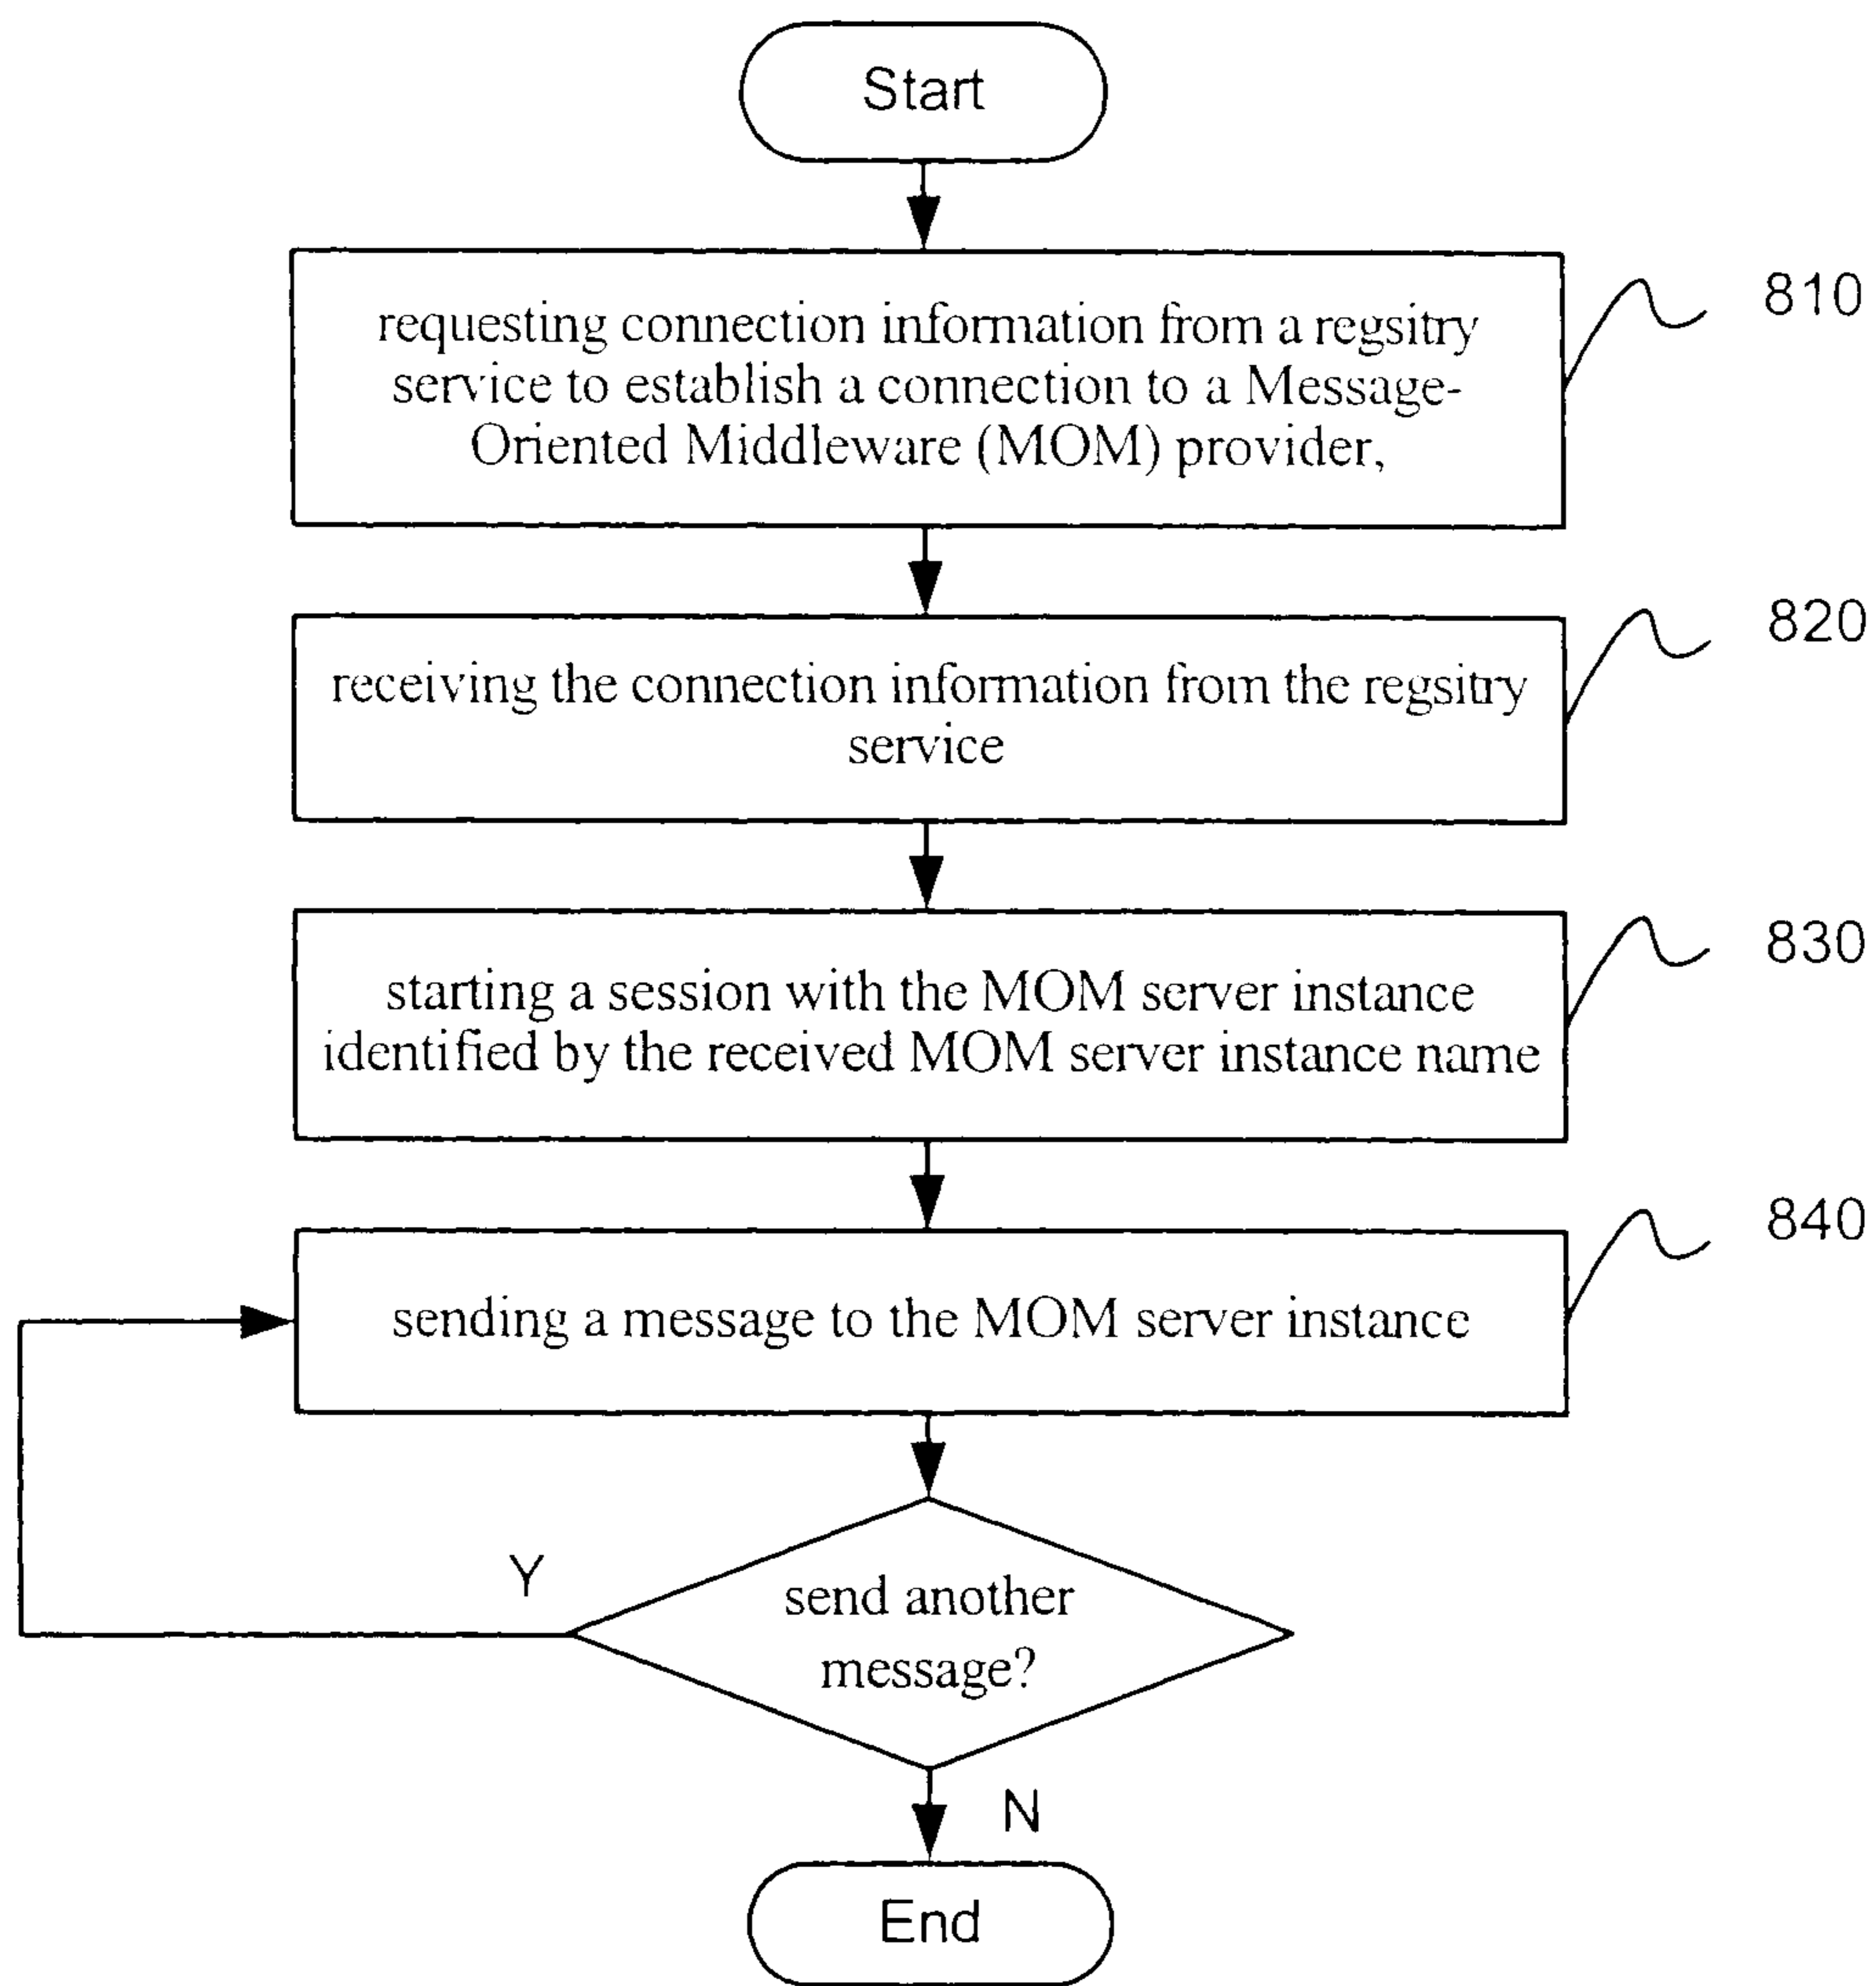 Start
requesting connection information from a regsitry
service to establish a connection to a Message-
Oriented Middleware (MOM) provider,
810
receiving the connection information from the regsitry
service
820
starting a session with the MOM server instance
identified by the received MOM server instance name
830
sending a message to the MOM server instance
840
send another
message?
Y
N
End